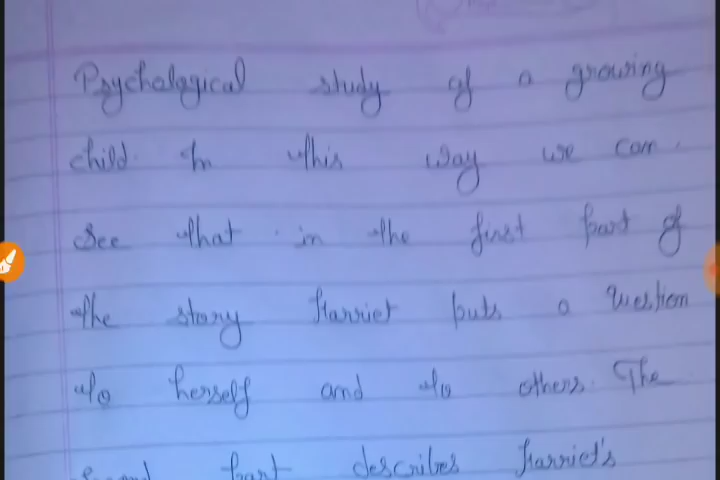 Psychological study of a growing
child. In this way we can
see that in the first part of
the story Harriet puts a question
to herself and to others. The
second part describes Harriet's